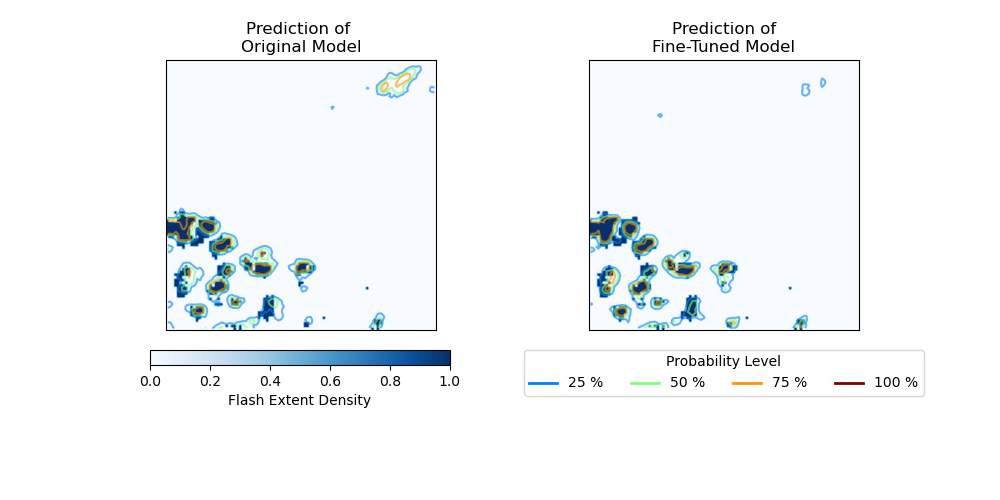 Prediction of
Original Model
Prediction of
Fine-Tuned Model
0.0 0.2 0.4 0.6 0.8 1.0
Flash Extent Density
Probability Level
25 % 50 % 75 % 100 %